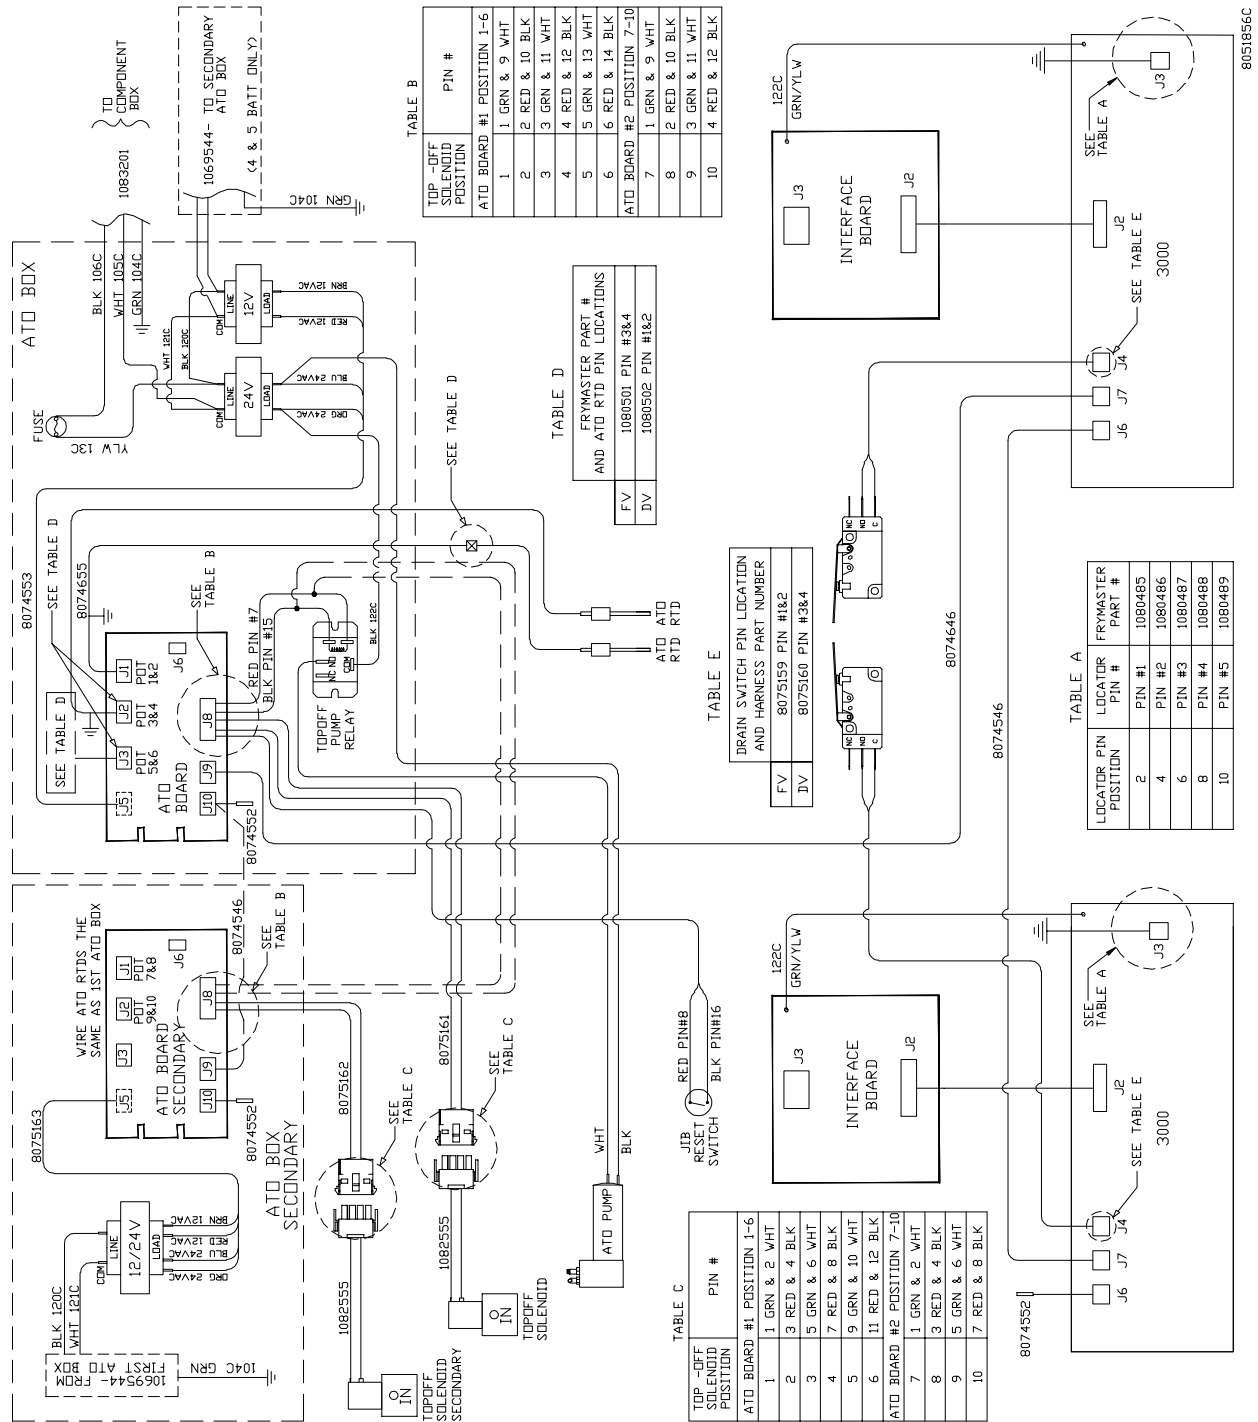 8051856C
TO
COMPONENT
BOX
1083201
1069544- TO SECONDARY
ATO BOX
(4 & 5 BATT ONLY)
GRN 104C
ATO BOX
BLK 106C
WHT 105C
GRN 104C
FUSE
YLW 13C
WHT 121C
BLK 120C
COM
LINE
12V
LOAD
BRN 12VAC
RED 12VAC
COM
LINE
24V
LOAD
BLU 24VAC
ORG 24VAC
8074553
SEE TABLE D
8074655
SEE
TABLE B
SEE TABLE D
J1
POT
1&2
J2
POT
3&4
J3
POT
5&6
J5
J6
J8
J9
J10
ATO
BOARD
RED PIN #7
BLK PIN #15
TOPOFF
PUMP
RELAY
NC
NO
COM
BLK 122C
8074552
SEE TABLE D
ATO
RTD
ATO
RTD
TABLE B
TOP -OFF
SOLENOID
POSITION
PIN #
ATO BOARD #1 POSITION 1-6
1 1 GRN & 9 WHT
2 2 RED & 10 BLK
3 3 GRN & 11 WHT
4 4 RED & 12 BLK
5 5 GRN & 13 WHT
6 6 RED & 14 BLK
ATO BOARD #2 POSITION 7-10
7 1 GRN & 9 WHT
8 2 RED & 10 BLK
9 3 GRN & 11 WHT
10 4 RED & 12 BLK
TABLE D
FRYMASTER PART #
AND ATO RTD PIN LOCATIONS
FV 1080501 PIN #3&4
DV 1080502 PIN #1&2
122C
GRN/YLW
J3
INTERFACE
BOARD
J2
SEE
TABLE A
J3
J2
SEE TABLE E
3000
J4
J7
J6
NC
NO
C
NC
NO
C
TABLE E
DRAIN SWITCH PIN LOCATION
AND HARNESS PART NUMBER
FV 8075159 PIN #1&2
DV 8075160 PIN #3&4
8074646
8074546
TABLE A
LOCATOR PIN
POSITION
LOCATOR
PIN #
FRYMASTER
PART #
2 PIN #1 1080485
4 PIN #2 1080486
6 PIN #3 1080487
8 PIN #4 1080488
10 PIN #5 1080489
WIRE ATO RTDS THE
SAME AS 1ST ATO BOX
8074546
SEE
TABLE B
J1
POT
7&8
J2
POT
9&10
J3
J5
J6
J8
J9
J10
ATO BOARD
SECONDARY
8074552
8075163
ATO BOX
SECONDARY
BLK 120C
WHT 121C
COM
LINE
12/24V
LOAD
BRN 12VAC
RED 12VAC
BLU 24VAC
ORG 24VAC
1069544- FROM
FIRST ATO BOX
104C GRN
8075162
SEE
TABLE C
8075161
SEE
TABLE C
1082555
1082555
IN
TOPOFF
SOLENOID
SECONDARY
IN
TOPOFF
SOLENOID
RED PIN#8
BLK PIN#16
JIB
RESET
SWITCH
WHT
BLK
ATO PUMP
122C
GRN/YLW
J3
INTERFACE
BOARD
J2
SEE
TABLE A
J3
J2
SEE TABLE E
3000
J4
J7
J6
8074552
TABLE C
TOP -OFF
SOLENOID
POSITION
PIN #
ATO BOARD #1 POSITION 1-6
1 1 GRN & 2 WHT
2 3 RED & 4 BLK
3 5 GRN & 6 WHT
4 7 RED & 8 BLK
5 9 GRN & 10 WHT
6 11 RED & 12 BLK
ATO BOARD #2 POSITION 7-10
7 1 GRN & 2 WHT
8 3 RED & 4 BLK
9 5 GRN & 6 WHT
10 7 RED & 8 BLK